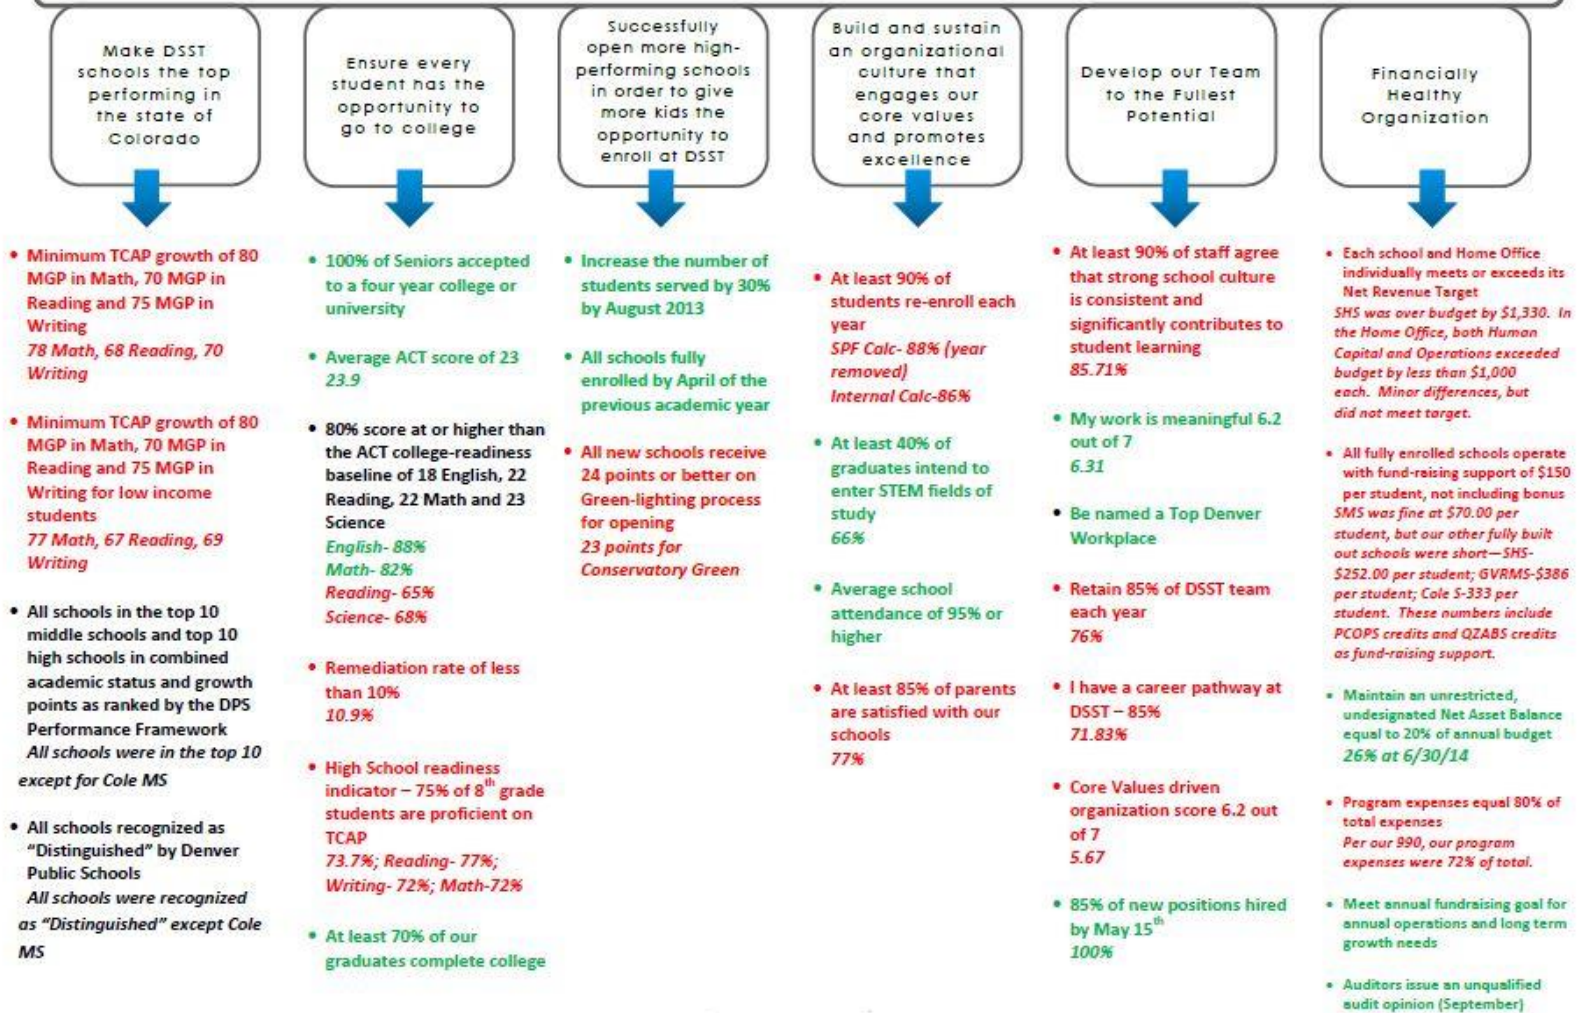 Make DSST
schools the top
performing in
the state of
Colorado
Ensure every
student has the
opportunity to
go to college
Successfully
open more high-
performing schools
in order to give
more kids the
opportunity to
enroll at DSST
Build and sustain
an organizational
culture that
engages our
core values
and promotes
excellence
Develop our Team
to the Fullest
Potential
Financially
Healthy
Organization
• Minimum TCAP growth of 80
MGP in Math, 70 MGP in
Reading and 75 MGP in
Writing
78 Math, 68 Reading, 70
Writing
• Minimum TCAP growth of 80
MGP in Math, 70 MGP in
Reading and 75 MGP in
Writing for low income
students
77 Math, 67 Reading, 69
Writing
• All schools in the top 10
middle schools and top 10
high schools in combined
academic status and growth
points as ranked by the DPS
Performance Framework
All schools were in the top 10
except for Cole MS
• All schools recognized as
"Distinguished" by Denver
Public Schools
All schools were recognized
as "Distinguished" except Cole
MS
• 100% of Seniors accepted
to a four year college or
university
• Average ACT score of 23
23.9
• 80% score at or higher than
the ACT college-readiness
baseline of 18 English, 22
Reading, 22 Math and 23
Science
English- 88%
Math- 82%
Reading- 65%
Science- 68%
• Remediation rate of less
than 10%
10.9%
• High School readiness
indicator – 75% of 8th grade
students are proficient on
TCAP
73.7%; Reading- 77%;
Writing- 72%; Math-72%
• At least 70% of our
graduates complete college
• Increase the number of
students served by 30%
by August 2013
• All schools fully
enrolled by April of the
previous academic year
• All new schools receive
24 points or better on
Green-lighting process
for opening
23 points for
Conservatory Green
• At least 90% of
students re-enroll each
year
SPF Calc- 88% (year
removed)
Internal Calc-86%
• At least 40% of
graduates intend to
enter STEM fields of
study
66%
• Average school
attendance of 95% or
higher
• At least 85% of parents
are satisfied with our
schools
77%
• At least 90% of staff agree
that strong school culture
is consistent and
significantly contributes to
student learning
85.71%
• My work is meaningful 6.2
out of 7
6.31
• Be named a Top Denver
Workplace
• Retain 85% of DSST team
each year
76%
• I have a career pathway at
DSST – 85%
71.83%
• Core Values driven
organization score 6.2 out
of 7
5.67
• 85% of new positions hired
by May 15th
100%
• Each school and Home Office
individually meets or exceeds its
Net Revenue Target
SHS was over budget by $1,330. In
the Home Office, both Human
Capital and Operations exceeded
budget by less than $1,000
each. Minor differences, but
did not meet target.
• All fully enrolled schools operate
with fund-raising support of $150
per student, not including bonus
SMS was fine at $70.00 per
student, but our other fully built
out schools were short—SHS-
$252.00 per student; GVRMS-$386
per student; Cole S-333 per
student. These numbers include
PCOPS credits and QZABS credits
as fund-raising support.
• Maintain an unrestricted,
undesignated Net Asset Balance
equal to 20% of annual budget
26% at 6/30/14
• Program expenses equal 80% of
total expenses
Per our 990, our program
expenses were 72% of total.
• Meet annual fundraising goal for
annual operations and long term
growth needs
• Auditors issue an unqualified
audit opinion (September)